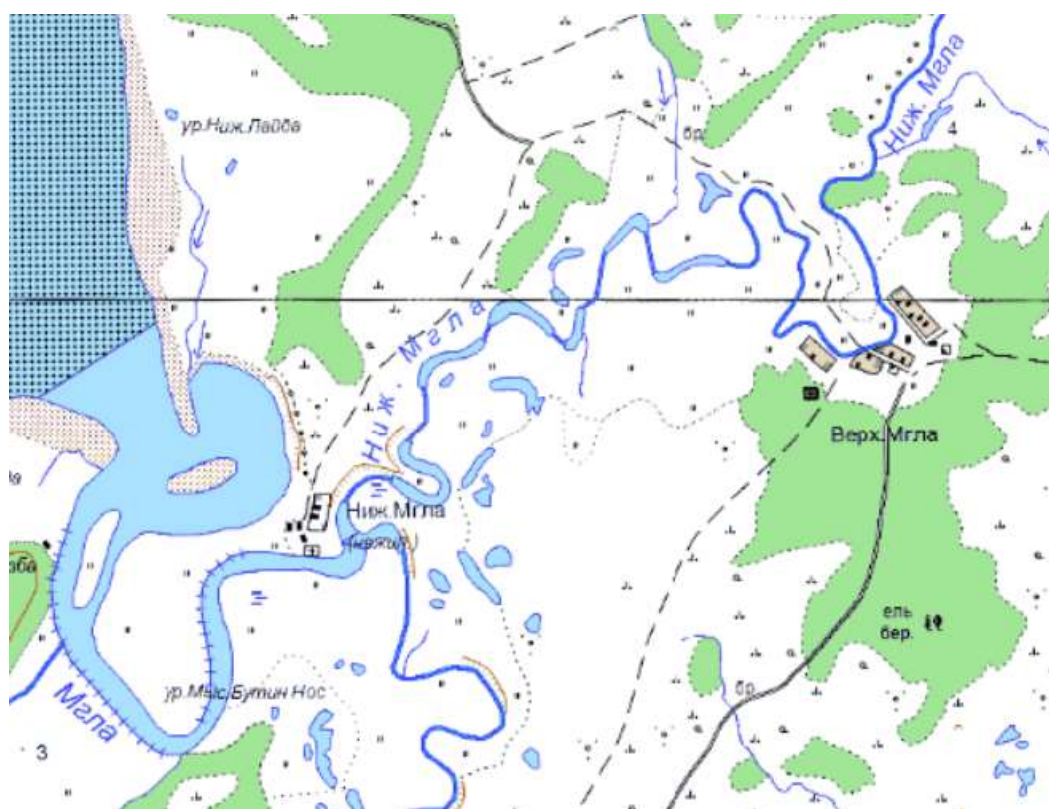 Ниж. Мгла
4
ур.Ниж.Лайба
бр
Ниж. Мгла
Верх.Мгла
Ниж.Мгла
(нежил.)
ель
бер.
ур.Мыс Бутин Нос
бр
Мгла
3